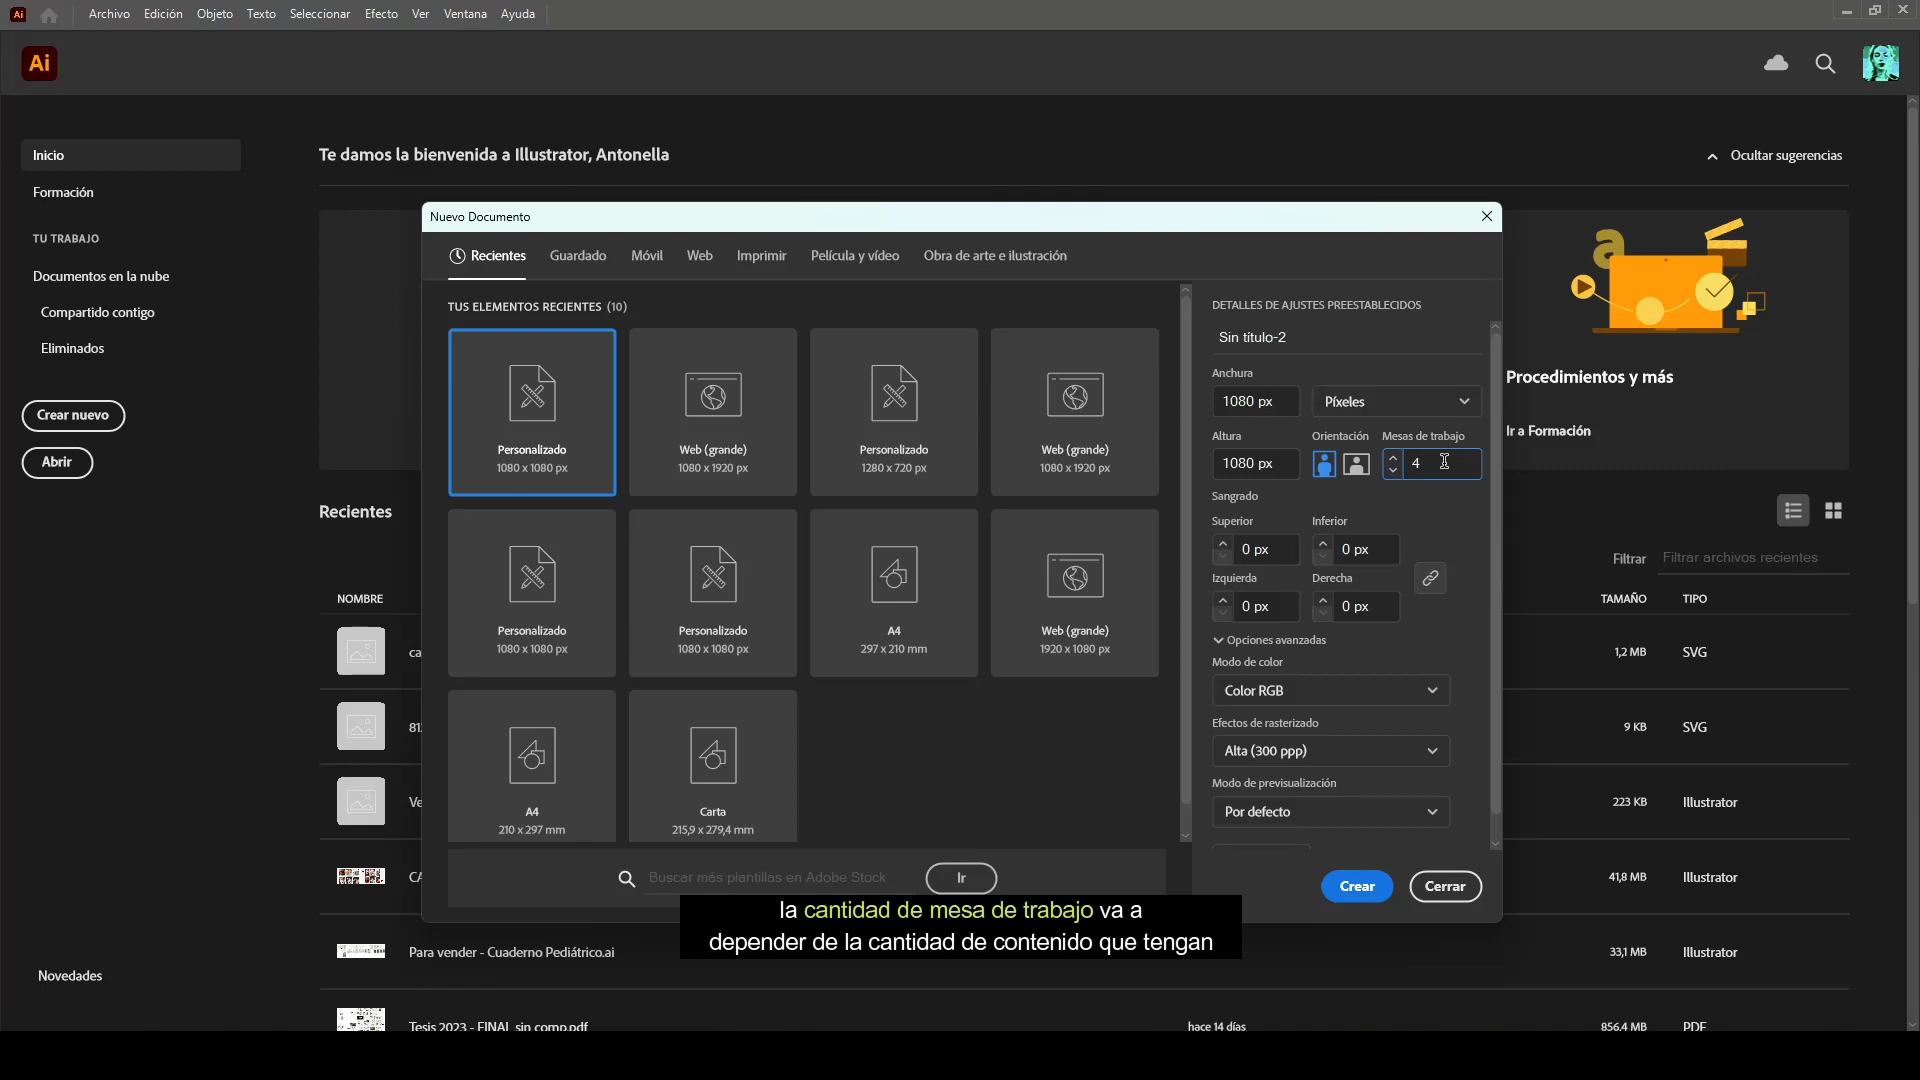 Ai
Archivo Edición Objeto Texto Seleccionar Efecto Ver Ventana Ayuda
Ai
Inicio
Formación
TU TRABAJO
Documentos en la nube
Compartido contigo
Eliminados
Crear nuevo
Abrir
Novedades
Te damos la bienvenida a Illustrator, Antonella
Ocultar sugerencias
Nuevo Documento
Recientes Guardado Móvil Web Imprimir Película y vídeo Obra de arte e ilustración
TUS ELEMENTOS RECIENTES (10)
Personalizado
1080 x 1080 px
Web (grande)
1080 x 1920 px
Personalizado
1280 x 720 px
Web (grande)
1080 x 1920 px
Personalizado
1080 x 1080 px
Personalizado
1080 x 1080 px
A4
297 x 210 mm
Web (grande)
1920 x 1080 px
A4
210 x 297 mm
Carta
215,9 x 279,4 mm
Buscar más plantillas en Adobe Stock
Ir
DETALLES DE AJUSTES PREESTABLECIDOS
Sin título-2
Anchura
1080 px Píxeles
Altura Orientación Mesas de trabajo
1080 px 4
Sangrado
Superior Inferior
0 px 0 px
Izquierda Derecha
0 px 0 px
Opciones avanzadas
Modo de color
Color RGB
Efectos de rasterizado
Alta (300 ppp)
Modo de previsualización
Por defecto
Crear Cerrar
a
Procedimientos y más
Ir a Formación
Recientes
Filtrar Filtrar archivos recientes
NOMBRE TAMAÑO TIPO
ca 1,2 MB SVG
81 9 KB SVG
Ve 223 KB Illustrator
CA 41,8 MB Illustrator
Para vender - Cuaderno Pediátrico.ai 33,1 MB Illustrator
Tesis 2023 - FINAL sin comp.pdf hace 14 días 856,4 MB PDF
la cantidad de mesa de trabajo va a
depender de la cantidad de contenido que tengan